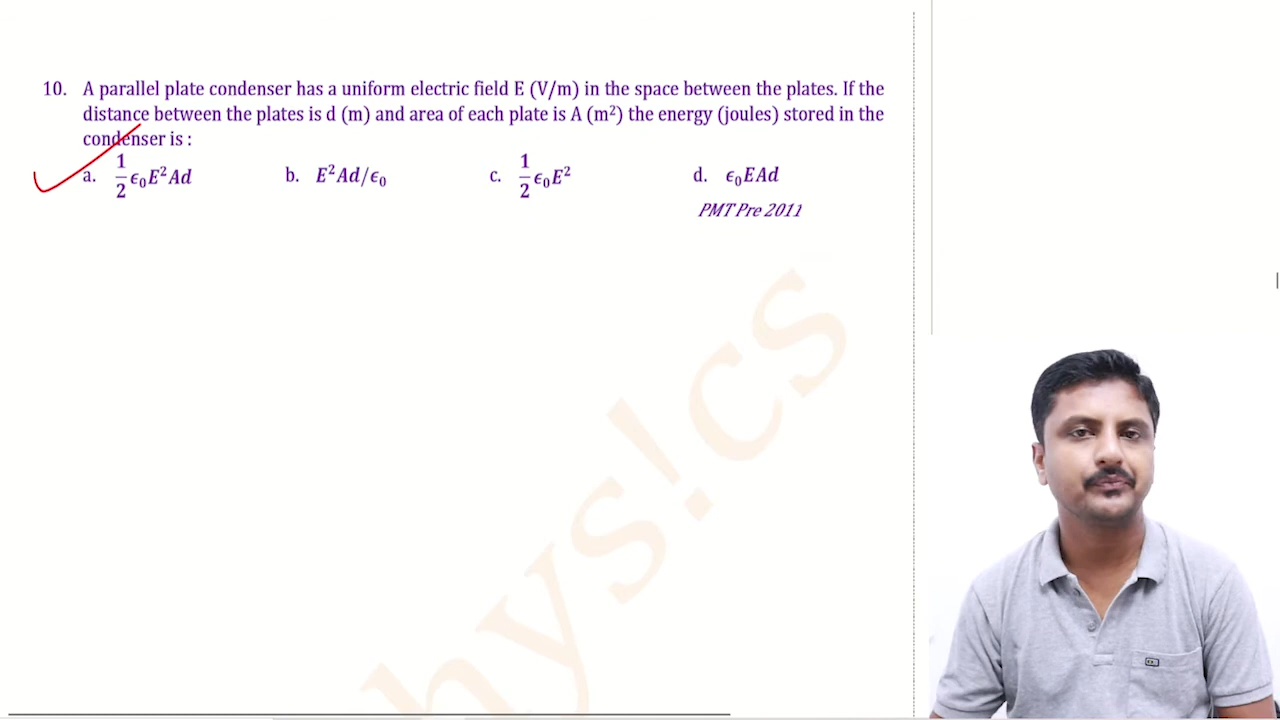 10. A parallel plate condenser has a uniform electric field E (V/m) in the space between the plates. If the
distance between the plates is d (m) and area of each plate is A (m²) the energy (joules) stored in the
condenser is :
a. 1/2 ϵ₀E²Ad b. E²Ad/ϵ₀ c. 1/2 ϵ₀E² d. ϵ₀EAd
PMT Pre 2011
hys!cs